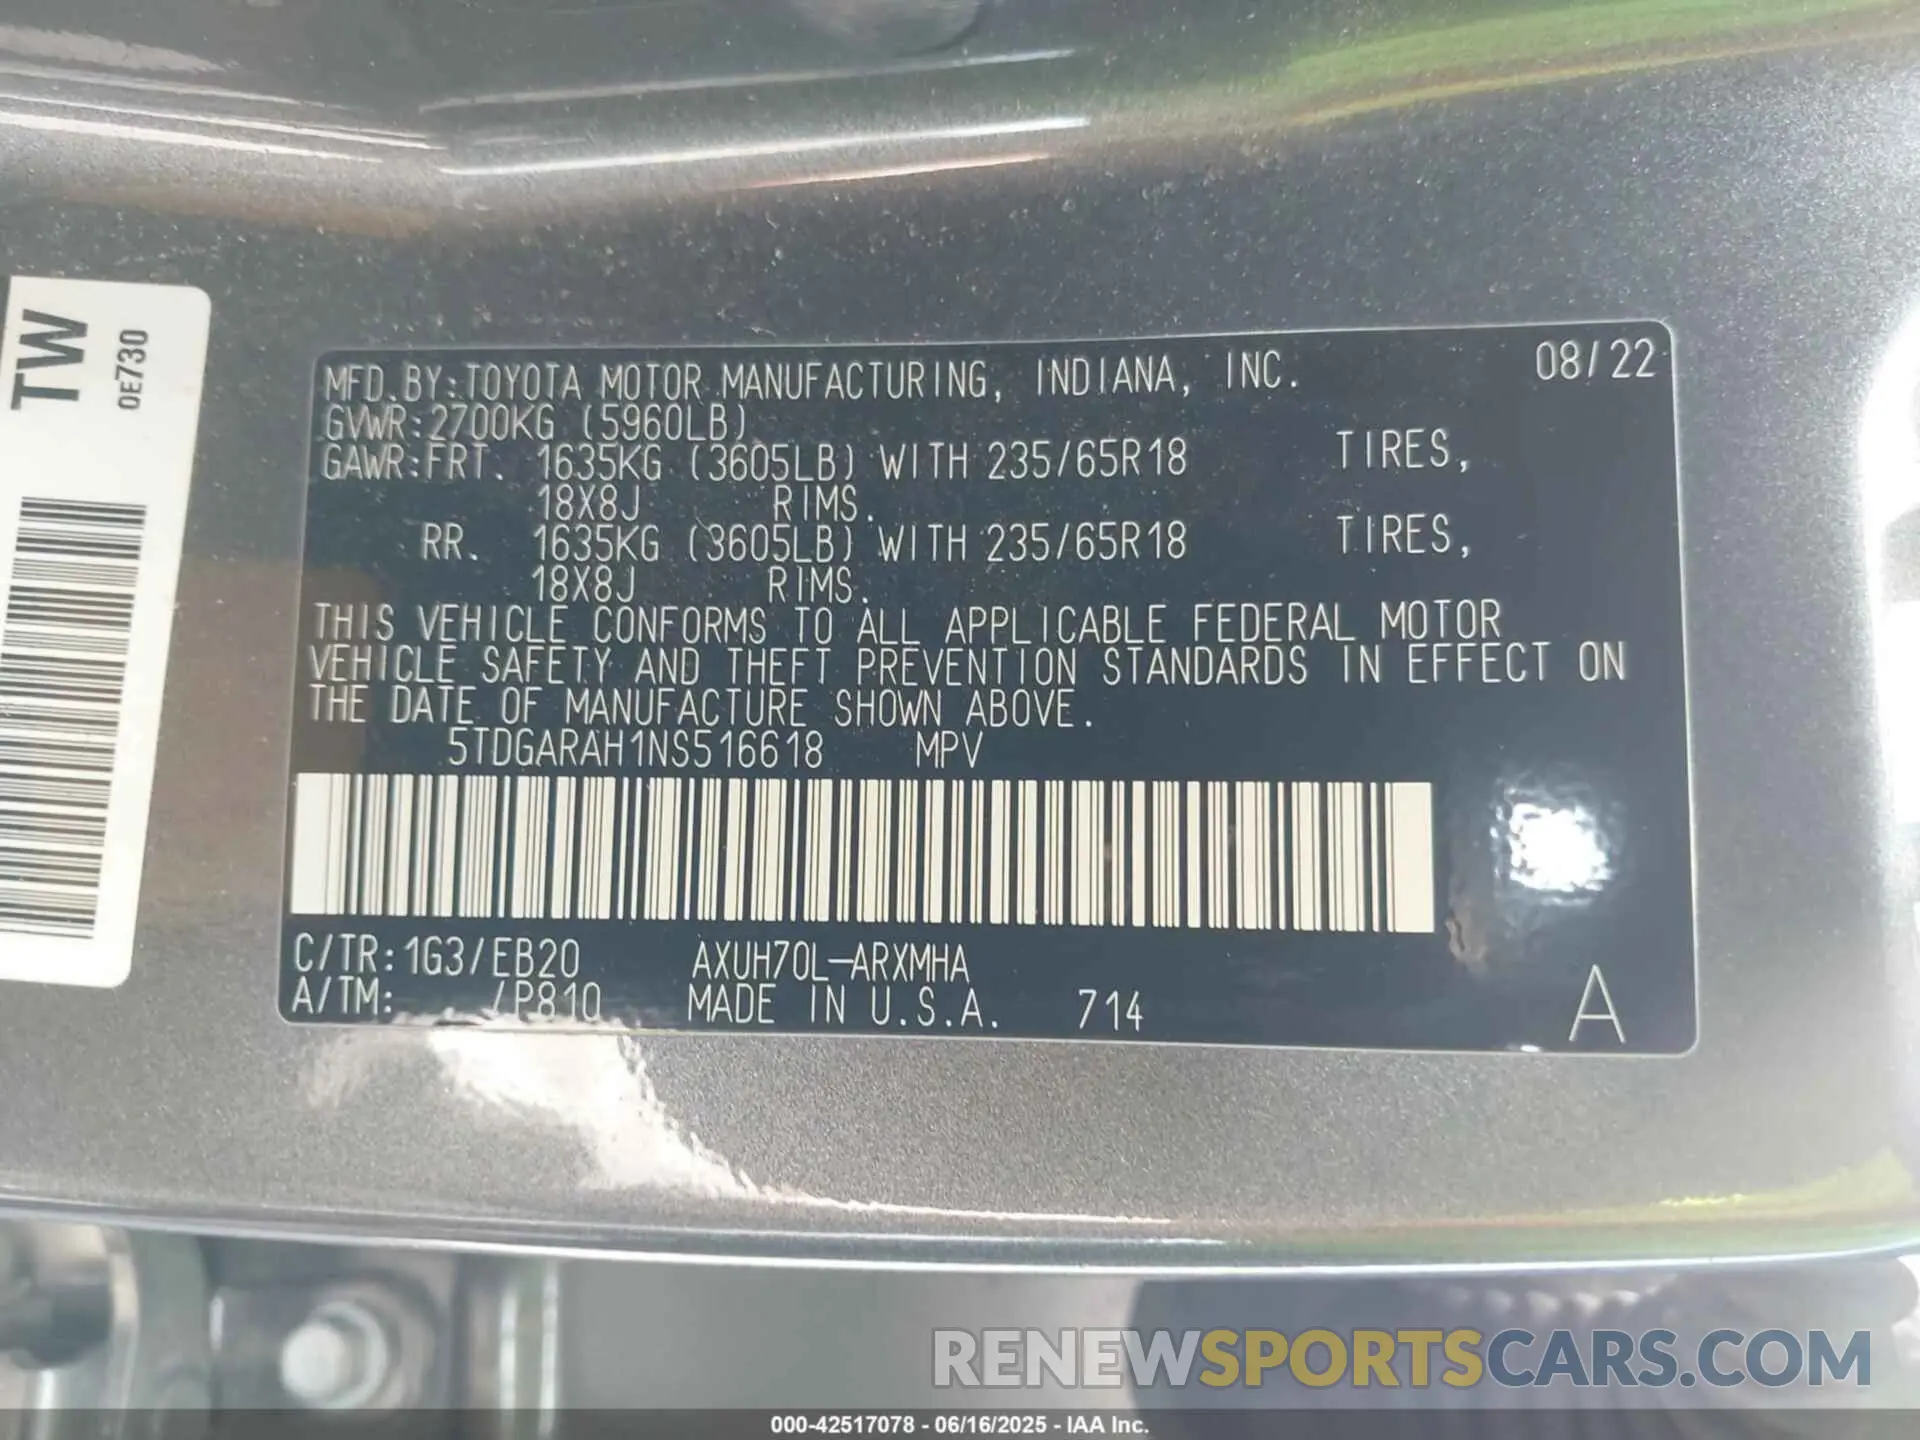 TW
0E730
MFD.BY:TOYOTA MOTOR MANUFACTURING, INDIANA, INC. 08/22
GVWR:2700KG (5960LB)
GAWR:FRT. 1635KG (3605LB) WITH 235/65R18 TIRES,
18X8J RIMS.
RR. 1635KG (3605LB) WITH 235/65R18 TIRES,
18X8J RIMS.
THIS VEHICLE CONFORMS TO ALL APPLICABLE FEDERAL MOTOR
VEHICLE SAFETY AND THEFT PREVENTION STANDARDS IN EFFECT ON
THE DATE OF MANUFACTURE SHOWN ABOVE.
5TDGARAH1NS516618 MPV
C/TR:1G3/EB20 AXUH70L-ARXMHA
A/TM: /P810 MADE IN U.S.A. 714 A
RENEWSPORTSCARS.COM
000-42517078 - 06/16/2025 - IAA Inc.